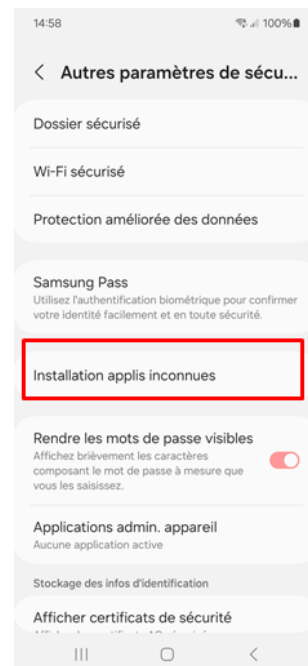 14:58
100%
Autres paramètres de sécu...
Dossier sécurisé
Wi-Fi sécurisé
Protection améliorée des données
Samsung Pass
Utilisez l'authentification biométrique pour confirmer
votre identité facilement et en toute sécurité.
Installation applis inconnues
Rendre les mots de passe visibles
Affichez brièvement les caractères
composant le mot de passe à mesure que
vous les saisissez.
Applications admin. appareil
Aucune application active
Stockage des infos d'identification
Afficher certificats de sécurité